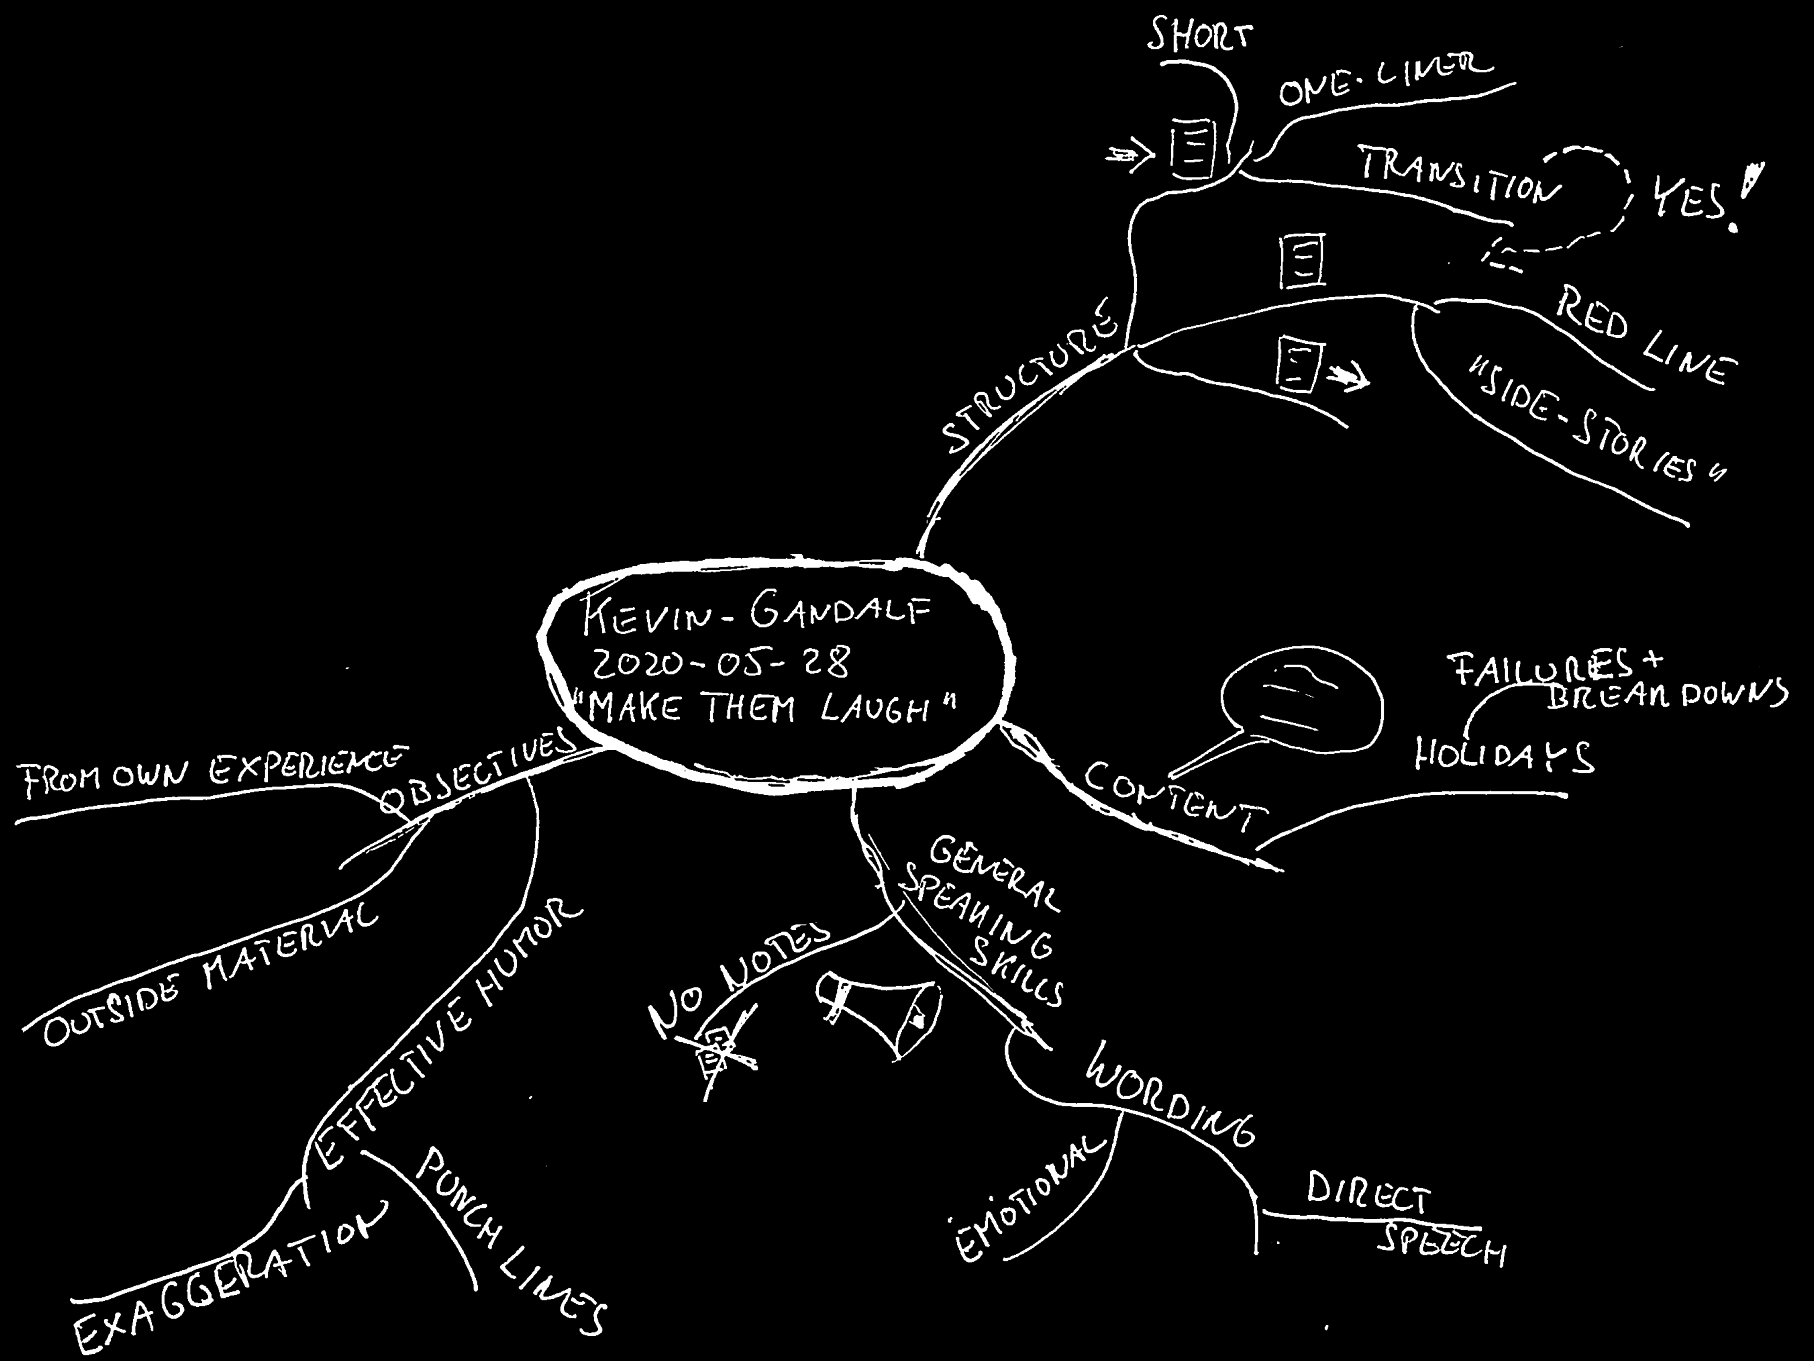 SHORT
ONE-LINER
TRANSITION
YES!
RED LINE
"SIDE-STORIES"
STRUCTURE
KEVIN-GANDALF
2020-05-28
"MAKE THEM LAUGH"
FAILURES +
BREAKDOWNS
HOLIDAYS
CONTENT
GENERAL
SPEAKING
SKILLS
NO NOTES
WORDING
EMOTIONAL
DIRECT
SPEECH
OBJECTIVES
FROM OWN EXPERIENCE
OUTSIDE MATERIAL
EFFECTIVE HUMOR
PUNCH LINES
EXAGGERATION